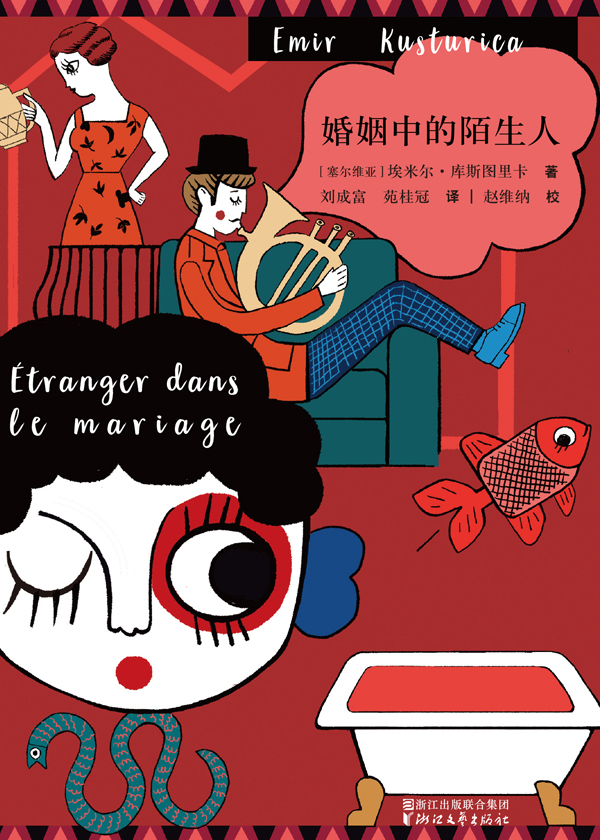 Emir Kusturica
婚姻中的陌生人
[塞尔维亚]埃米尔·库斯图里卡 著
刘成富 苑桂冠 译|赵维纳 校
Étranger dans
le mariage
浙江出版联合集团
浙江文艺出版社